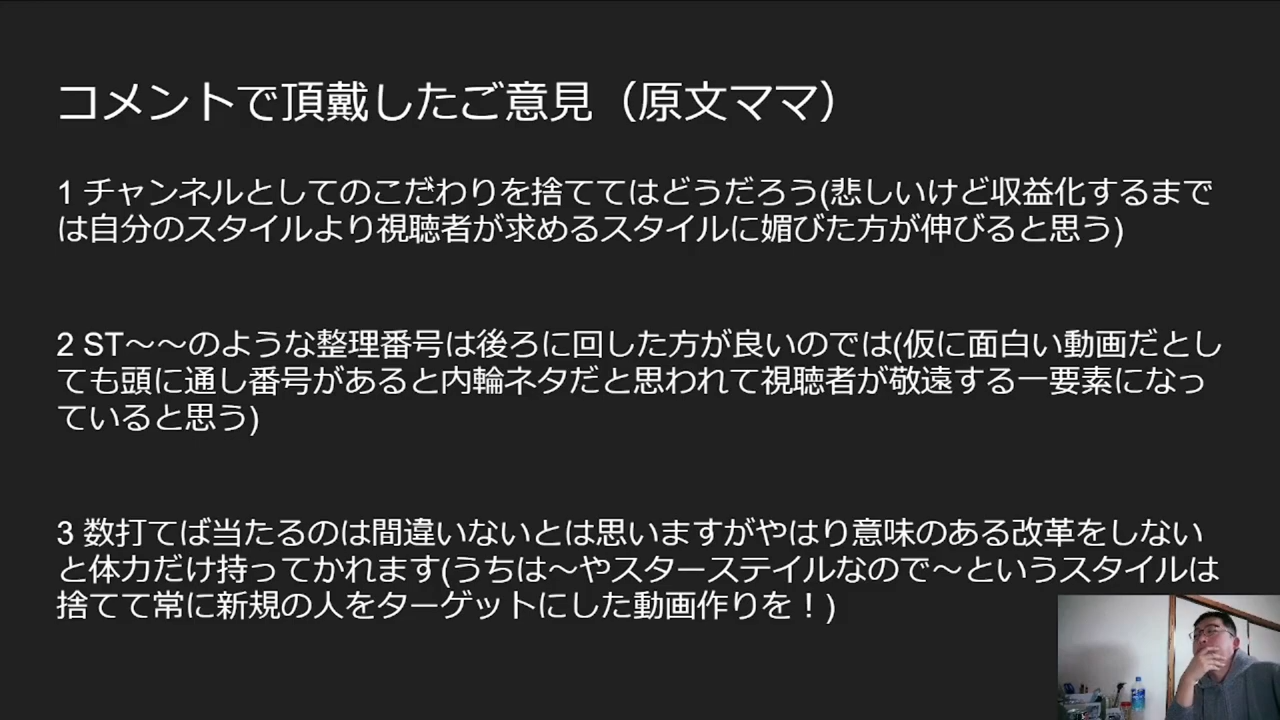 コメントで頂戴したご意見（原文ママ）
1 チャンネルとしてのこだわりを捨ててはどうだろう(悲しいけど収益化するまで
は自分のスタイルより視聴者が求めるスタイルに媚びた方が伸びると思う)
2 ST～～のような整理番号は後ろに回した方が良いのでは(仮に面白い動画だとし
ても頭に通し番号があると内輪ネタだと思われて視聴者が敬遠する一要素になっ
ていると思う)
3 数打てば当たるのは間違いないとは思いますがやはり意味のある改革をしない
と体力だけ持ってかれます(うちは～やスターステイルなので～というスタイルは
捨てて常に新規の人をターゲットにした動画作りを！)